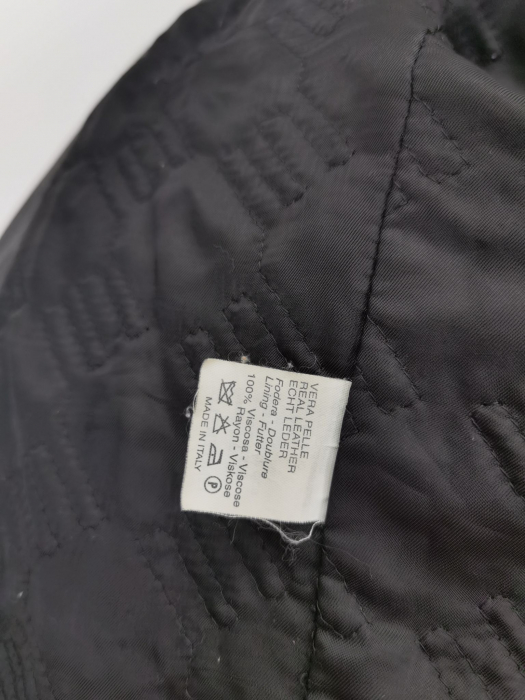 VERA PELLE
REAL LEATHER
ECHT LEDER
Fodera - Doublure
Lining - Futter
100% Viscosa - Viscose
Rayon - Viskose
P
MADE IN ITALY